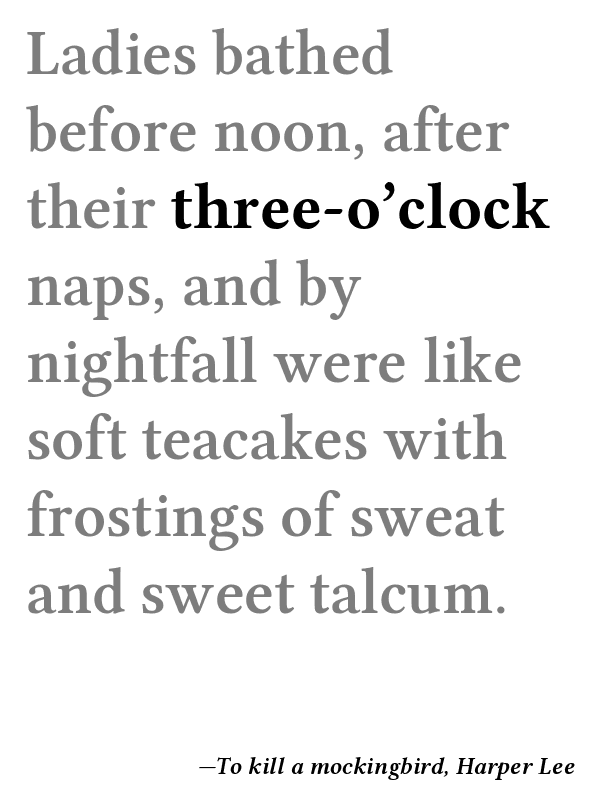 Ladies bathed
before noon, after
their three-o’clock
naps, and by
nightfall were like
soft teacakes with
frostings of sweat
and sweet talcum.
—To kill a mockingbird, Harper Lee